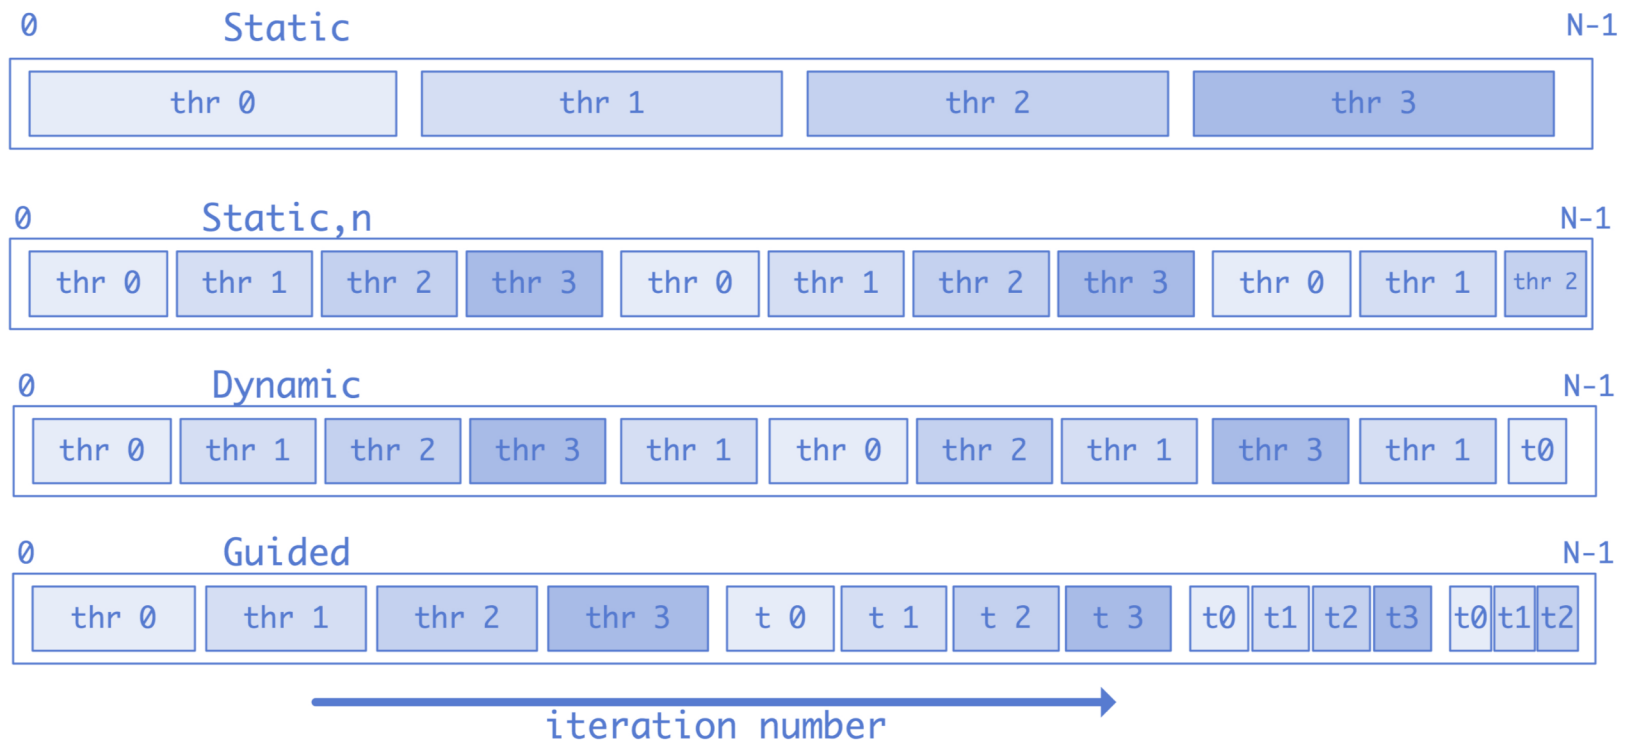 0 Static N-1
thr 0 thr 1 thr 2 thr 3
0 Static,n N-1
thr 0 thr 1 thr 2 thr 3 thr 0 thr 1 thr 2 thr 3 thr 0 thr 1 thr 2
0 Dynamic N-1
thr 0 thr 1 thr 2 thr 3 thr 1 thr 0 thr 2 thr 1 thr 3 thr 1 t0
0 Guided N-1
thr 0 thr 1 thr 2 thr 3 t 0 t 1 t 2 t 3 t0 t1 t2 t3 t0 t1 t2
iteration number